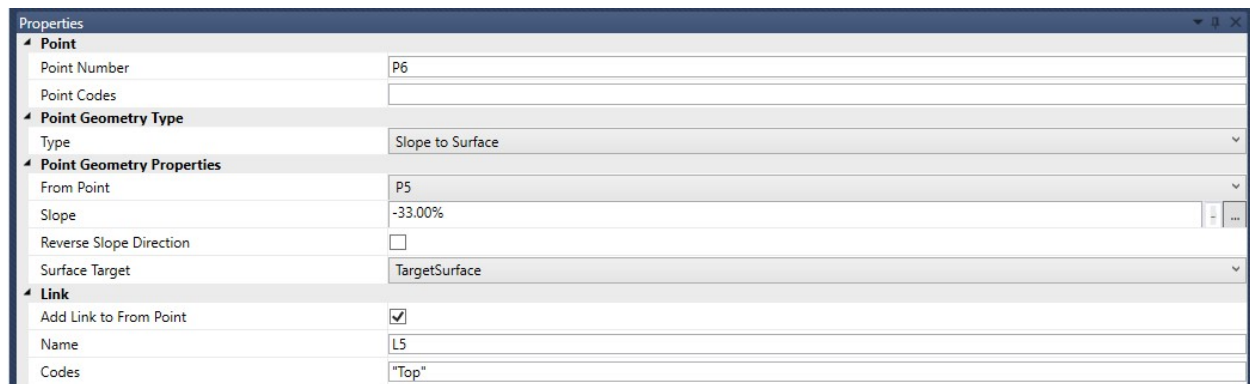 Properties
Point
Point Number P6
Point Codes
Point Geometry Type
Type Slope to Surface
Point Geometry Properties
From Point P5
Slope -33.00% - ...
Reverse Slope Direction
Surface Target TargetSurface
Link
Add Link to From Point
Name L5
Codes "Top"